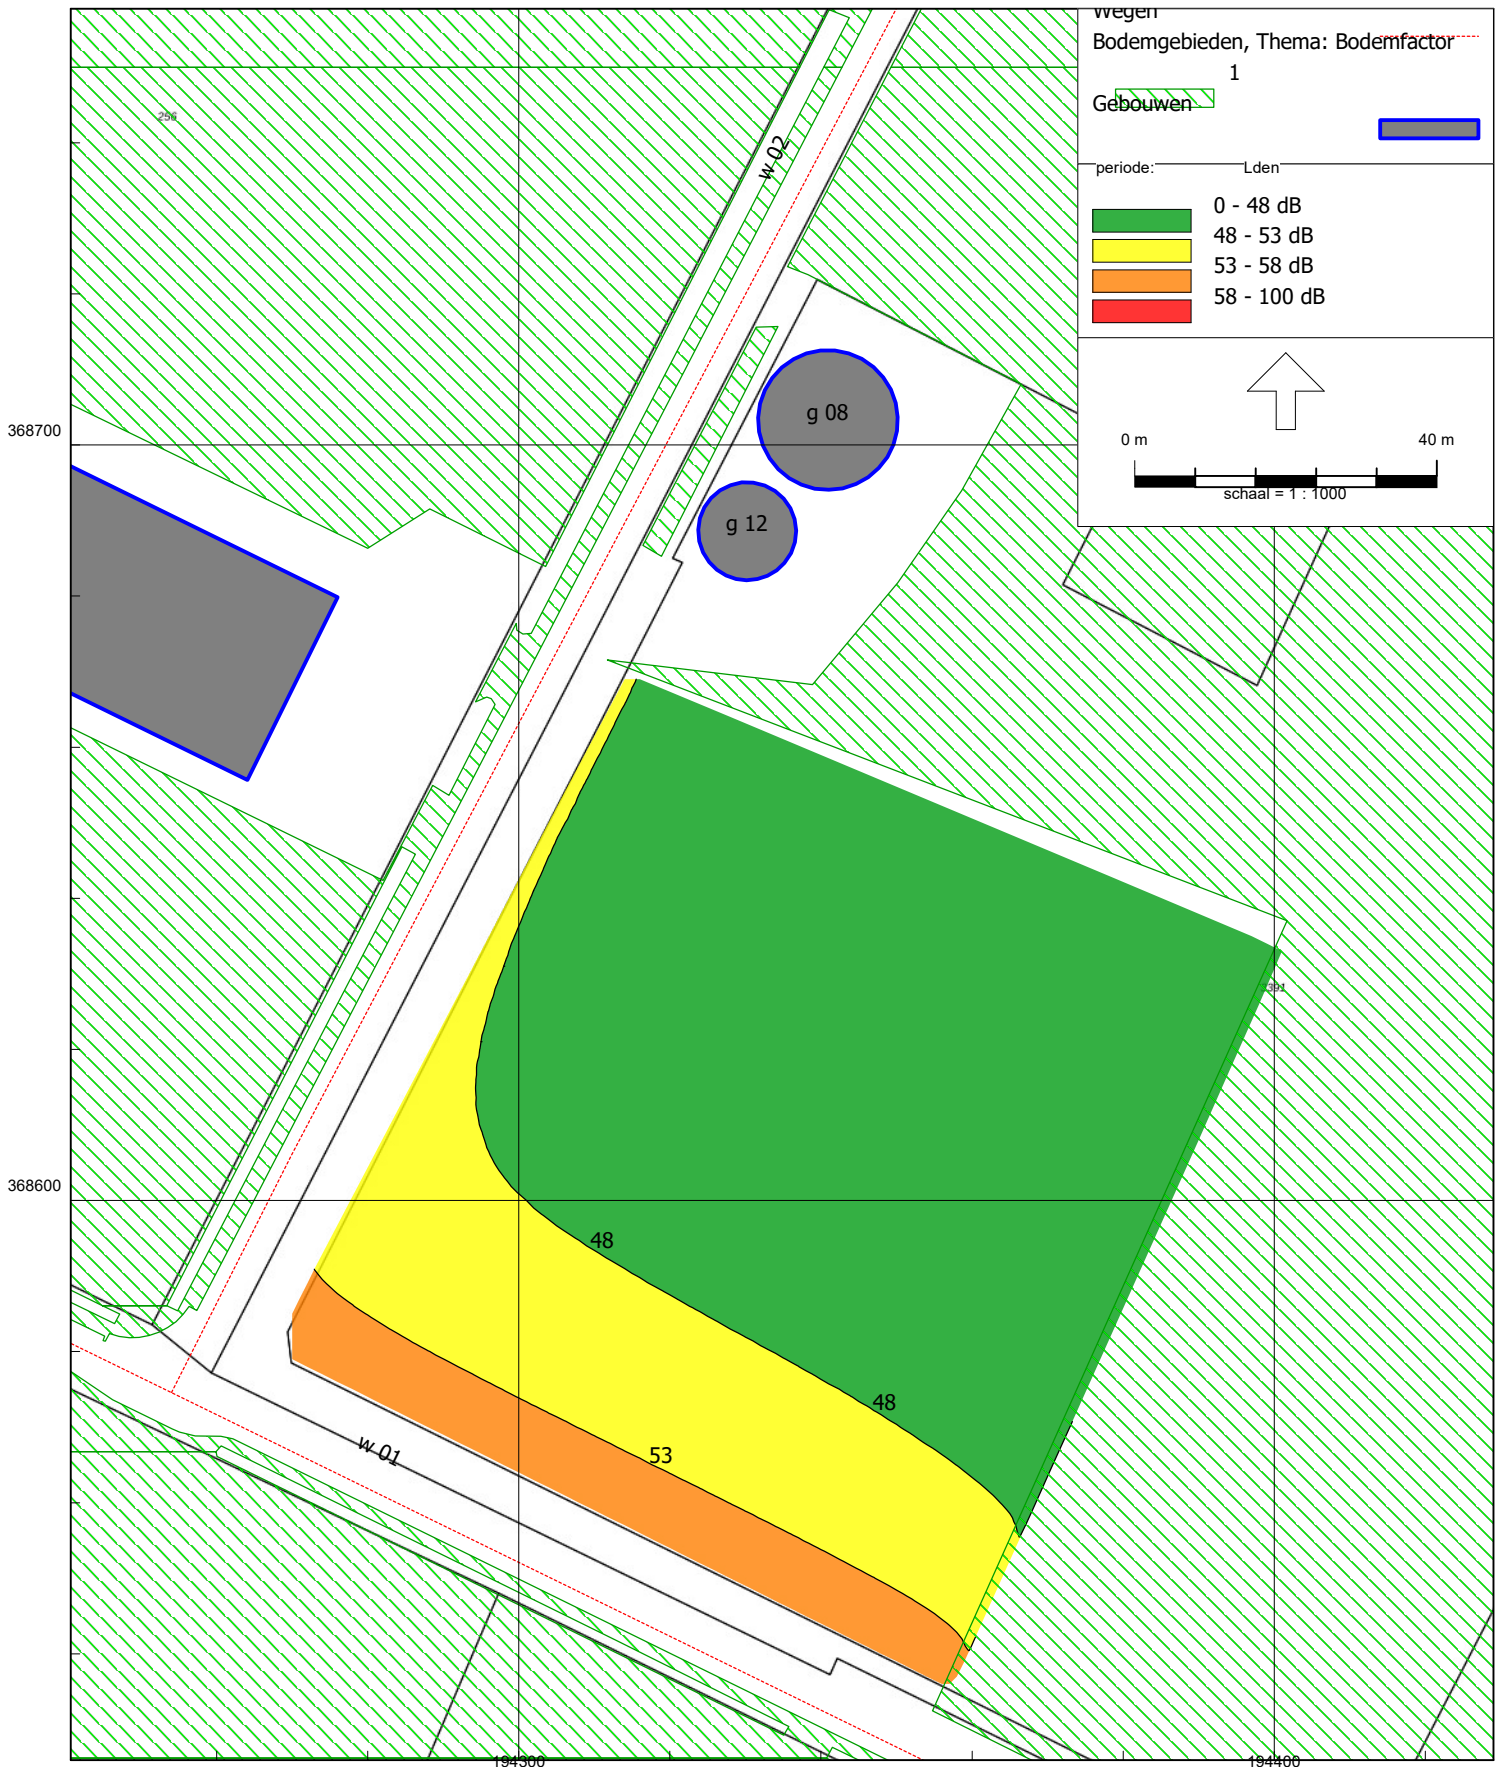 Wegen
Bodemgebieden, Thema: Bodemfactor
1
Gebouwen
periode: Lden
0 - 48 dB
48 - 53 dB
53 - 58 dB
58 - 100 dB
0 m 40 m
schaal = 1 : 1000
256
w 02
g 08
368700
g 12
368600
48
48
53
w 01
194300
194400